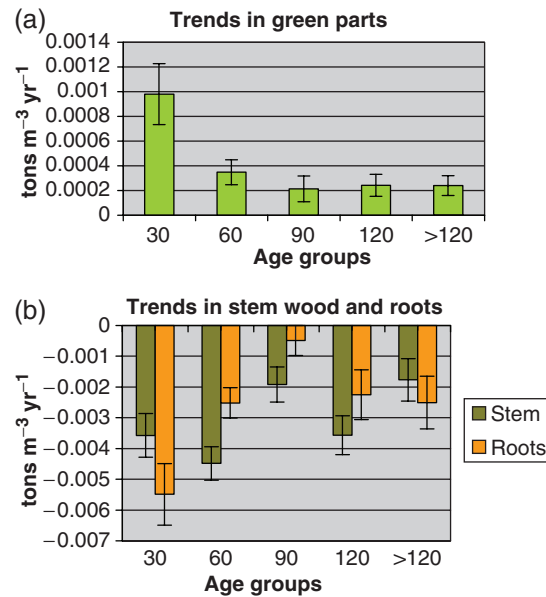 (a) Trends in green parts
tons m⁻³ yr⁻¹
0.0014
0.0012
0.001
0.0008
0.0006
0.0004
0.0002
0
30 60 90 120 >120
Age groups
(b) Trends in stem wood and roots
tons m⁻³ yr⁻¹
0
−0.001
−0.002
−0.003
−0.004
−0.005
−0.006
−0.007
30 60 90 120 >120
Age groups
Stem
Roots